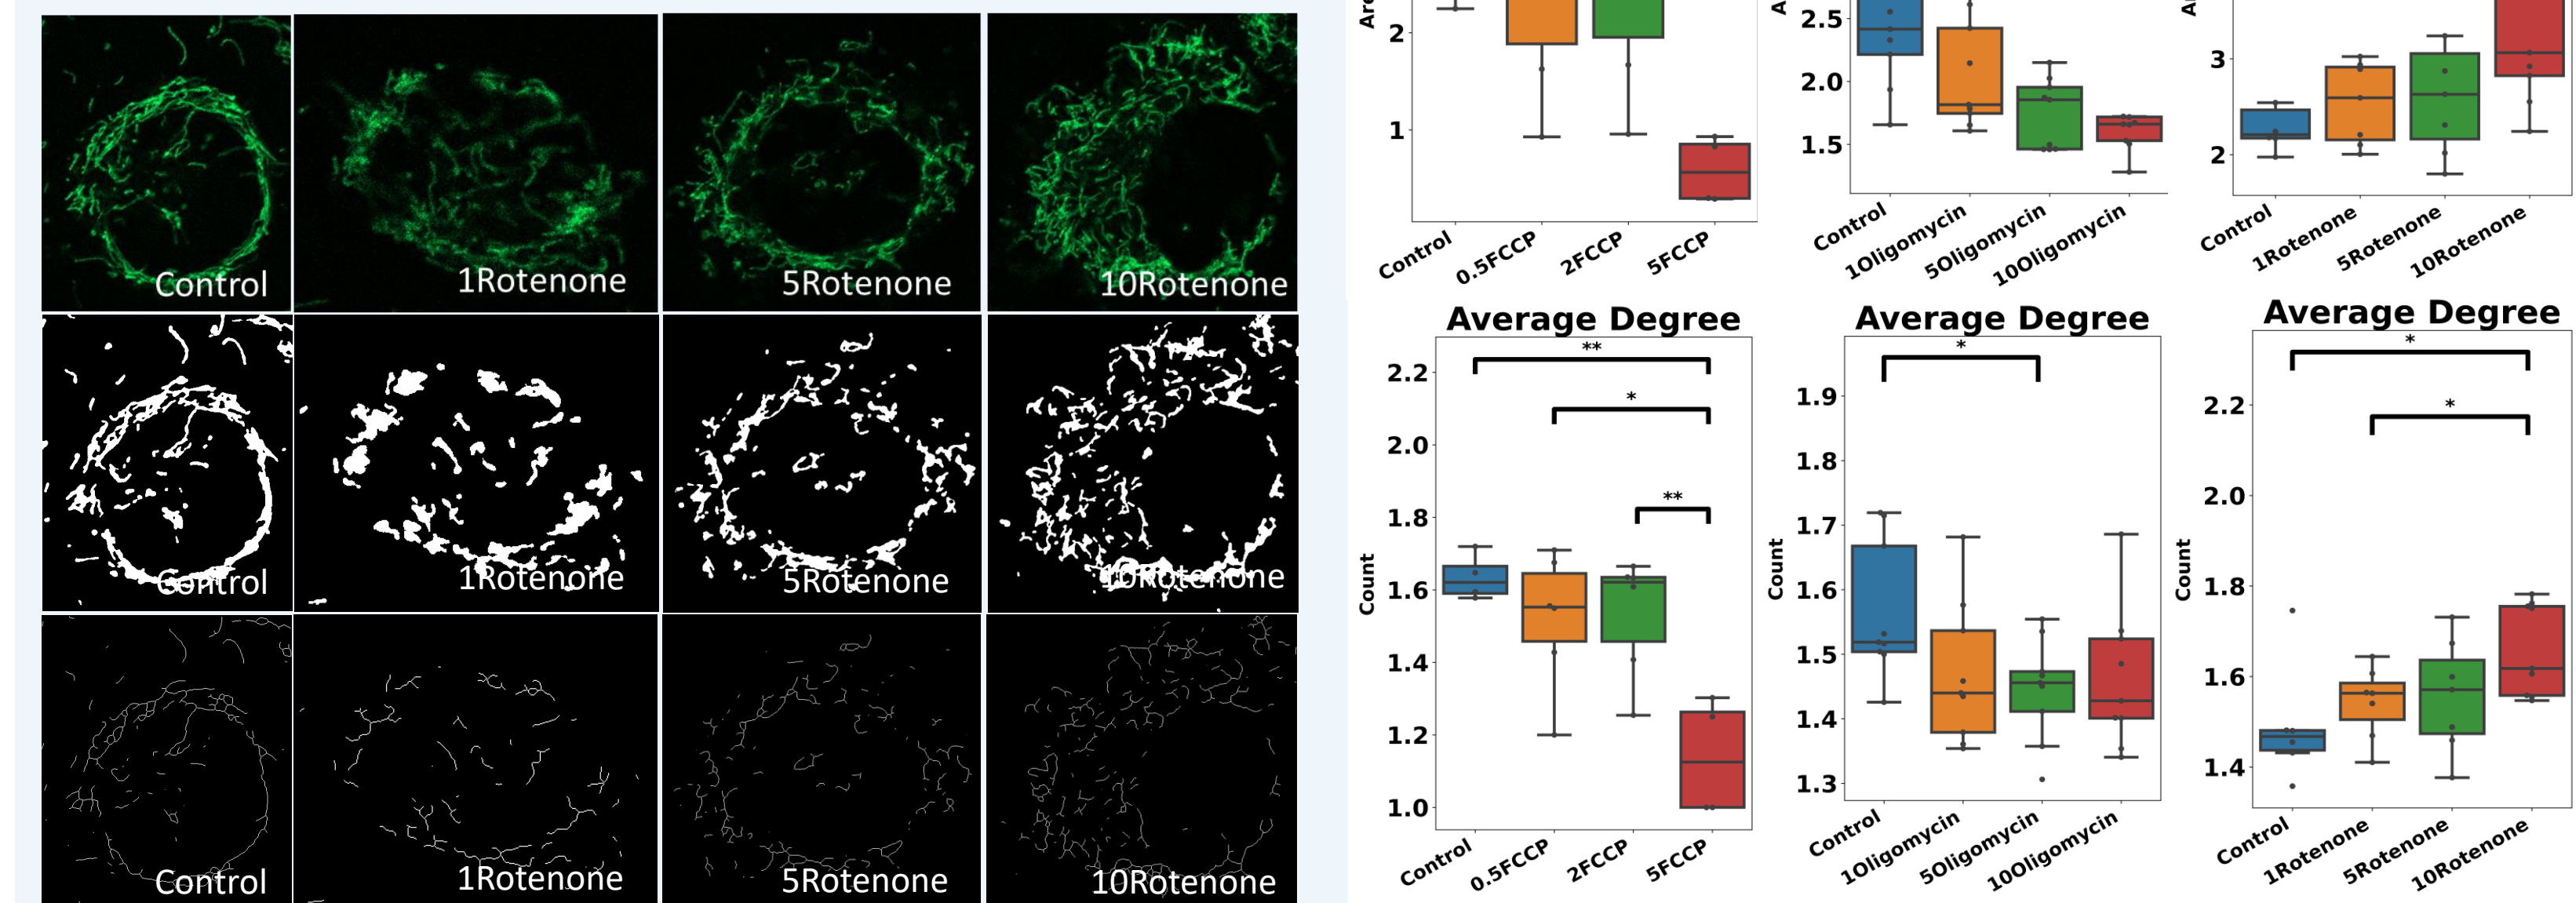 Control
1Rotenone
5Rotenone
10Rotenone
Control
1Rotenone
5Rotenone
10Rotenone
Control
1Rotenone
5Rotenone
10Rotenone
2
1
Control
0.5FCCP
2FCCP
5FCCP
2.5
2.0
1.5
Control
1Oligomycin
5Oligomycin
10Oligomycin
3
2
Control
1Rotenone
5Rotenone
10Rotenone
Average Degree
**
*
**
2.2
2.0
1.8
1.6
1.4
1.2
1.0
Count
Control
0.5FCCP
2FCCP
5FCCP
Average Degree
*
1.9
1.8
1.7
1.6
1.5
1.4
1.3
Count
Control
1Oligomycin
5Oligomycin
10Oligomycin
Average Degree
*
*
2.2
2.0
1.8
1.6
1.4
Count
Control
1Rotenone
5Rotenone
10Rotenone